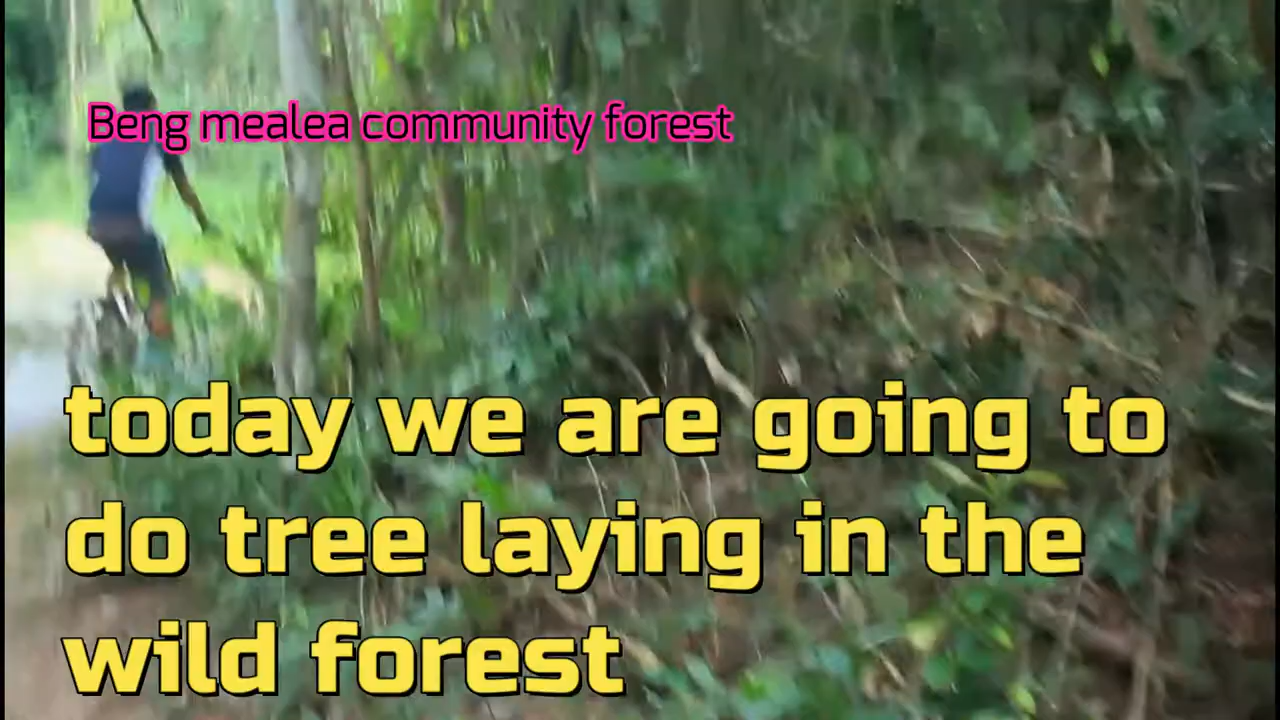 Beng mealea community forest
today we are going to
do tree laying in the
wild forest